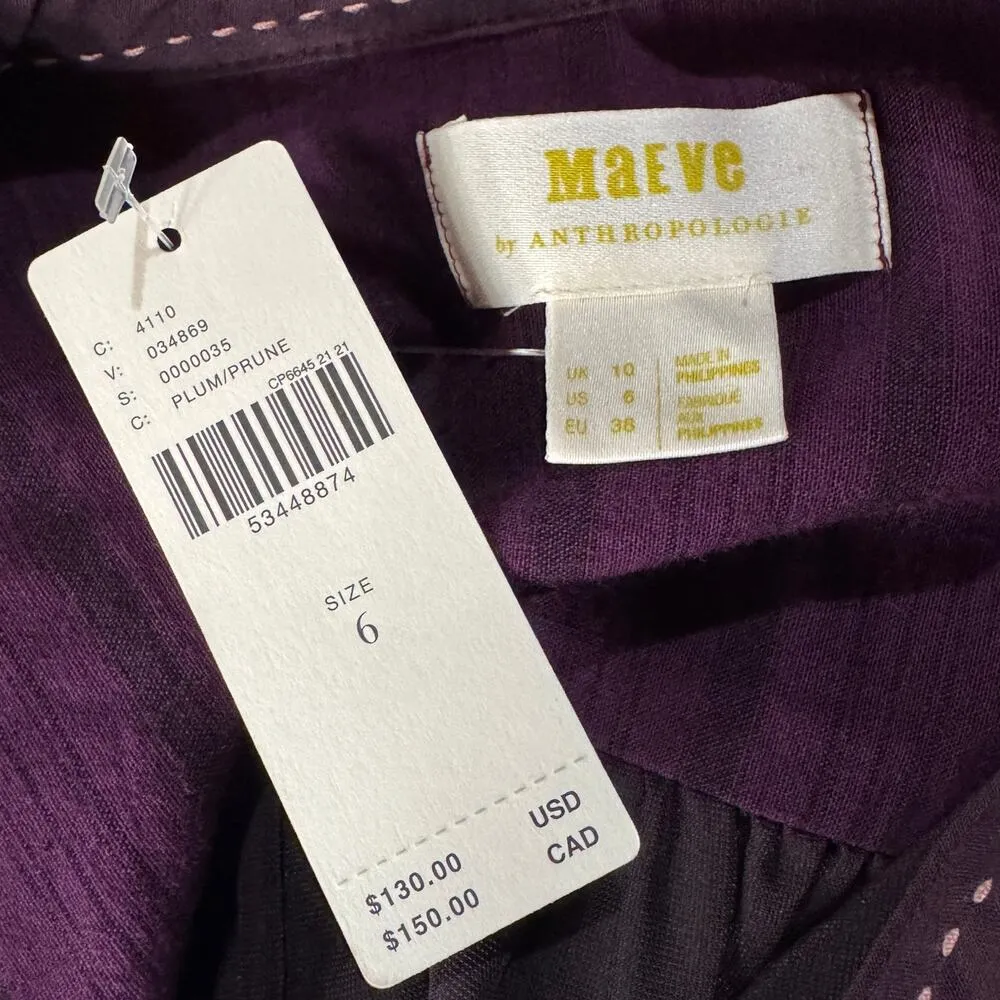 MaEVe
by ANTHROPOLOGIE
UK 10
US 6
EU 38
MADE IN
PHILIPPINES
FABRIQUÉ
AUX
PHILIPPINES
C: 4110
V: 034869
S: 0000035
C: PLUM/PRUNE
CP6645 21 21
53448874
SIZE
6
$130.00 USD
$150.00 CAD